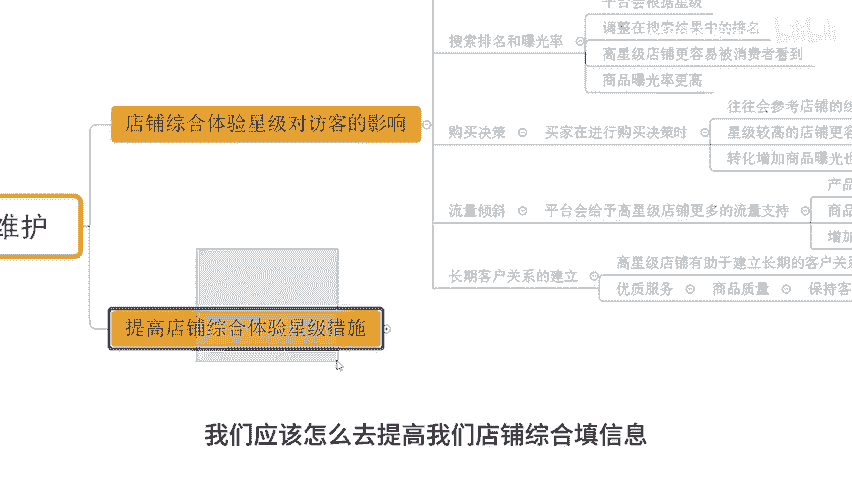 平台会根据星级
搜索排名和曝光率
调整在搜索结果中的排名
高星级店铺更容易被消费者看到
商品曝光率更高
店铺综合体验星级对访客的影响
往往会参考店铺的综
购买决策
买家在进行购买决策时
星级较高的店铺更容
转化增加商品曝光也
维护
产品
流量倾斜
平台会给予高星级店铺更多的流量支持
商品
增加
长期客户关系的建立
高星级店铺有助于建立长期的客户关系
优质服务
商品质量
保持客
提高店铺综合体验星级措施
我们应该怎么去提高我们店铺综合填信息